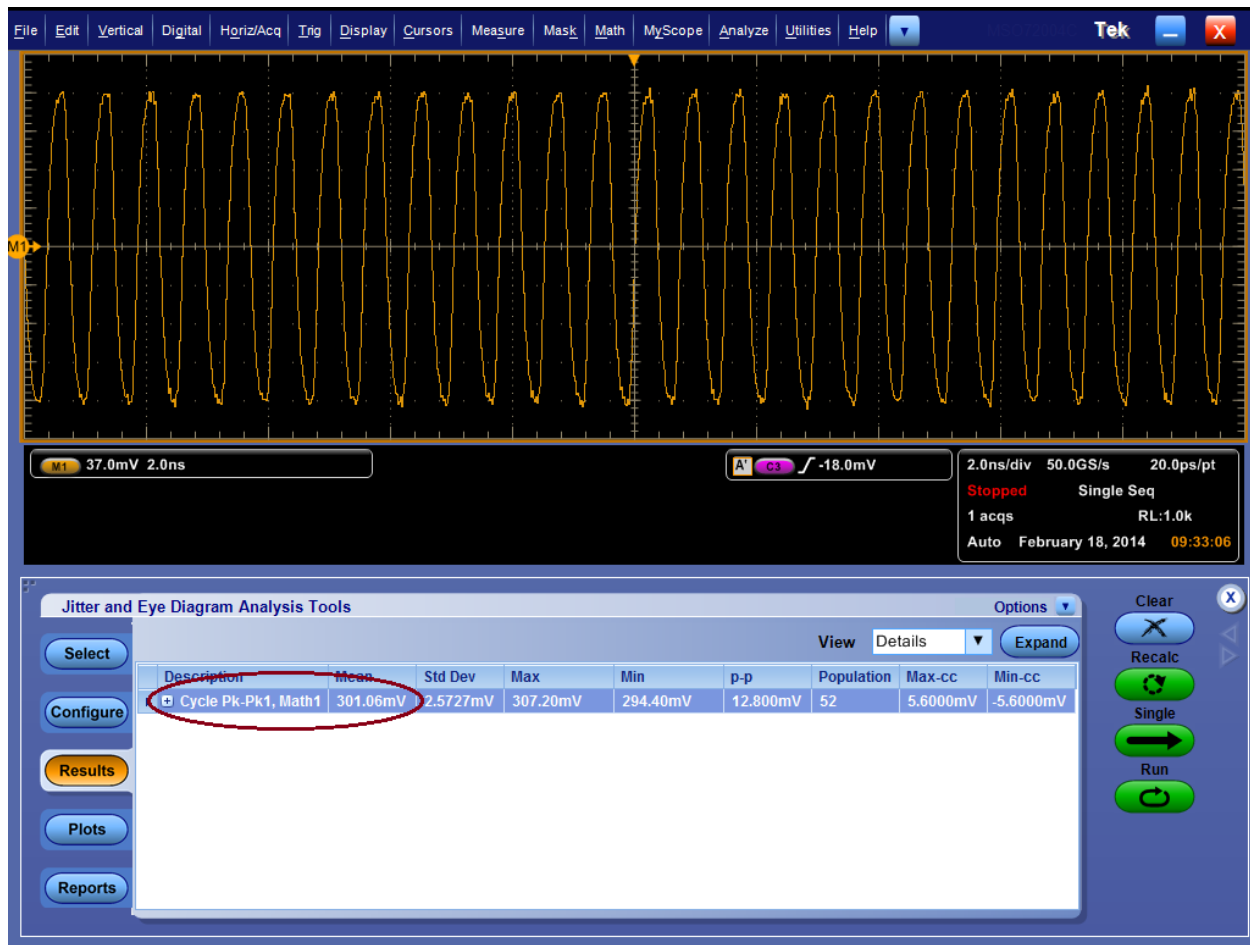 File Edit Vertical Digital Horiz/Acq Trig Display Cursors Measure Mask Math MyScope Analyze Utilities Help Tek X
M1
M1 37.0mV 2.0ns
A' C3 -18.0mV
2.0ns/div 50.0GS/s 20.0ps/pt
Stopped Single Seq
1 acqs RL:1.0k
Auto February 18, 2014 09:33:06
Jitter and Eye Diagram Analysis Tools
Options
Clear
X
View Details Expand
Select
Recalc
Description Mean Std Dev Max Min p-p Population Max-cc Min-cc
Cycle Pk-Pk1, Math1 301.06mV 2.5727mV 307.20mV 294.40mV 12.800mV 52 5.6000mV -5.6000mV
Configure
Single
Results
Run
Plots
Reports